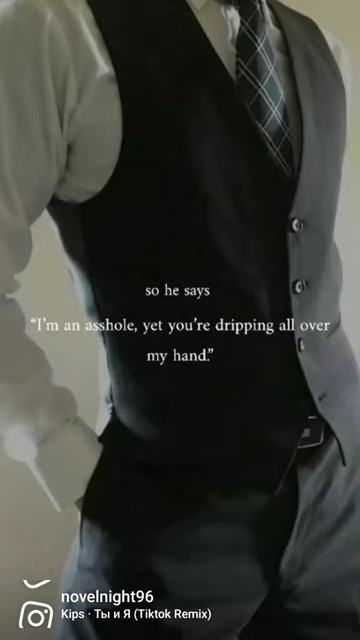 so he says
“I’m an asshole, yet you’re dripping all over
my hand.”
novelnight96
Kips · Ты и Я (Tiktok Remix)